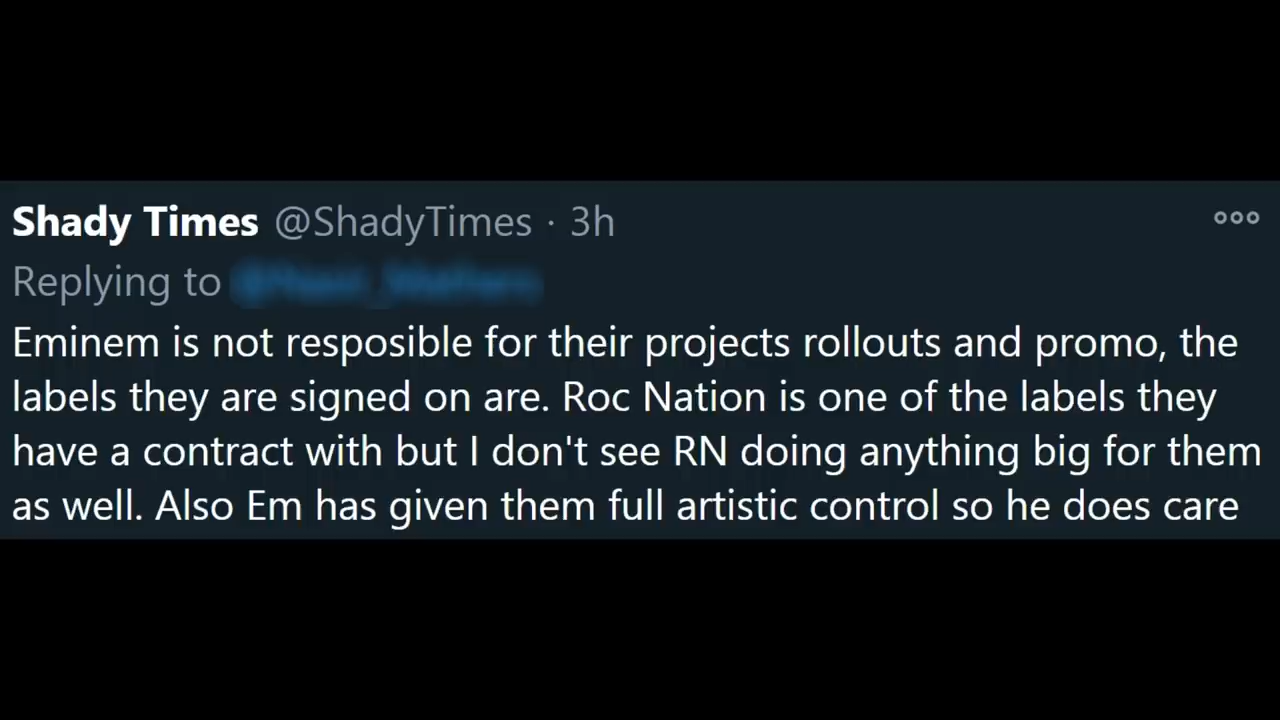 Shady Times @ShadyTimes · 3h
Replying to
Eminem is not resposible for their projects rollouts and promo, the
labels they are signed on are. Roc Nation is one of the labels they
have a contract with but I don't see RN doing anything big for them
as well. Also Em has given them full artistic control so he does care